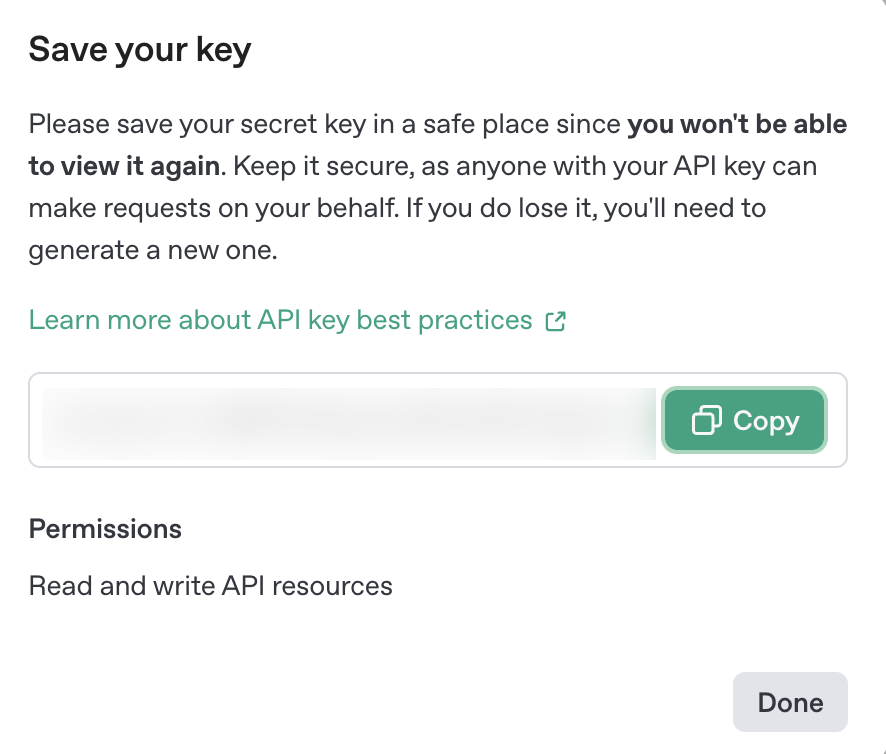 Save your key
Please save your secret key in a safe place since you won't be able
to view it again. Keep it secure, as anyone with your API key can
make requests on your behalf. If you do lose it, you'll need to
generate a new one.
Learn more about API key best practices
Copy
Permissions
Read and write API resources
Done